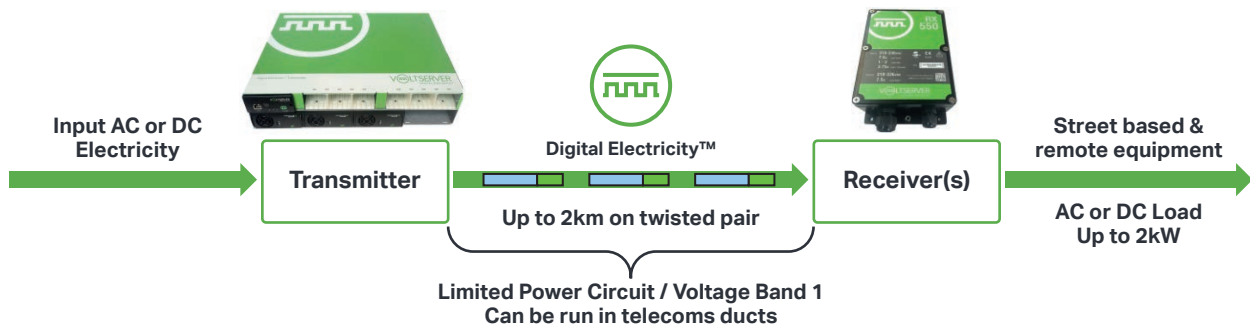 RX
550
VOLTSERVER
VOLTSERVER
Input AC or DC
Electricity
Transmitter
Digital Electricity™
Up to 2km on twisted pair
Receiver(s)
Street based &
remote equipment
AC or DC Load
Up to 2kW
Limited Power Circuit / Voltage Band 1
Can be run in telecoms ducts